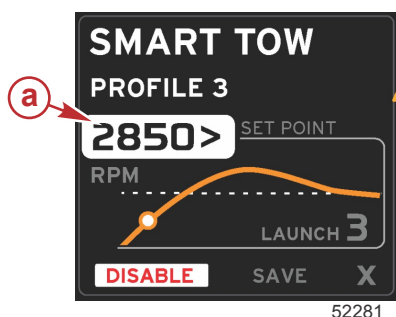 SMART TOW
PROFILE 3
a
2850> SET POINT
RPM
LAUNCH 3
DISABLE SAVE X
52281